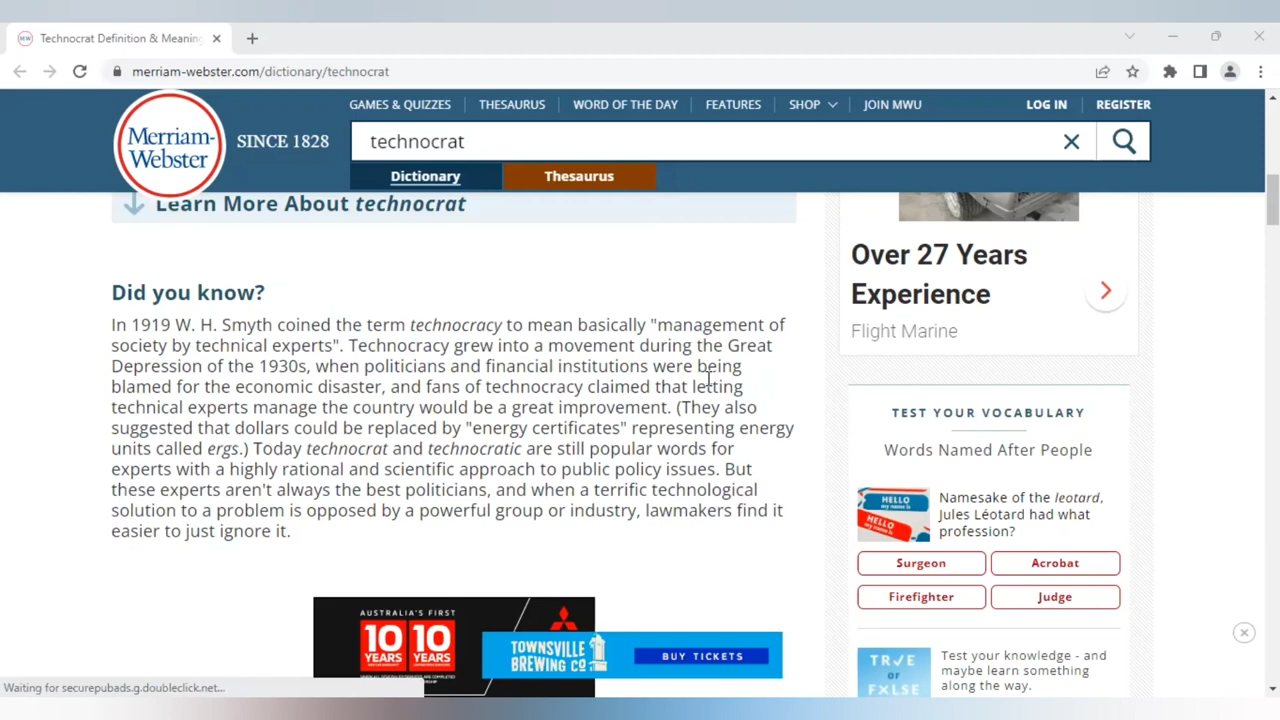 Technocrat Definition & Meaning
merriam-webster.com/dictionary/technocrat
GAMES & QUIZZES
THESAURUS
WORD OF THE DAY
FEATURES
SHOP
JOIN MWU
LOG IN
REGISTER
Merriam-
Webster
SINCE 1828
technocrat
Dictionary
Thesaurus
Learn More About technocrat
Did you know?
In 1919 W. H. Smyth coined the term technocracy to mean basically "management of
society by technical experts". Technocracy grew into a movement during the Great
Depression of the 1930s, when politicians and financial institutions were being
blamed for the economic disaster, and fans of technocracy claimed that letting
technical experts manage the country would be a great improvement. (They also
suggested that dollars could be replaced by "energy certificates" representing energy
units called ergs.) Today technocrat and technocratic are still popular words for
experts with a highly rational and scientific approach to public policy issues. But
these experts aren't always the best politicians, and when a terrific technological
solution to a problem is opposed by a powerful group or industry, lawmakers find it
easier to just ignore it.
Over 27 Years
Experience
Flight Marine
TEST YOUR VOCABULARY
Words Named After People
HELLO
HELLO
Namesake of the leotard,
Jules Léotard had what
profession?
Surgeon
Acrobat
Firefighter
Judge
TR✓E
or
FXLSE
Test your knowledge - and
maybe learn something
along the way.
AUSTRALIA'S FIRST
10 10
YEARS YEARS
TOWNSVILLE
BREWING CO
BUY TICKETS
Waiting for securepubads.g.doubleclick.net...